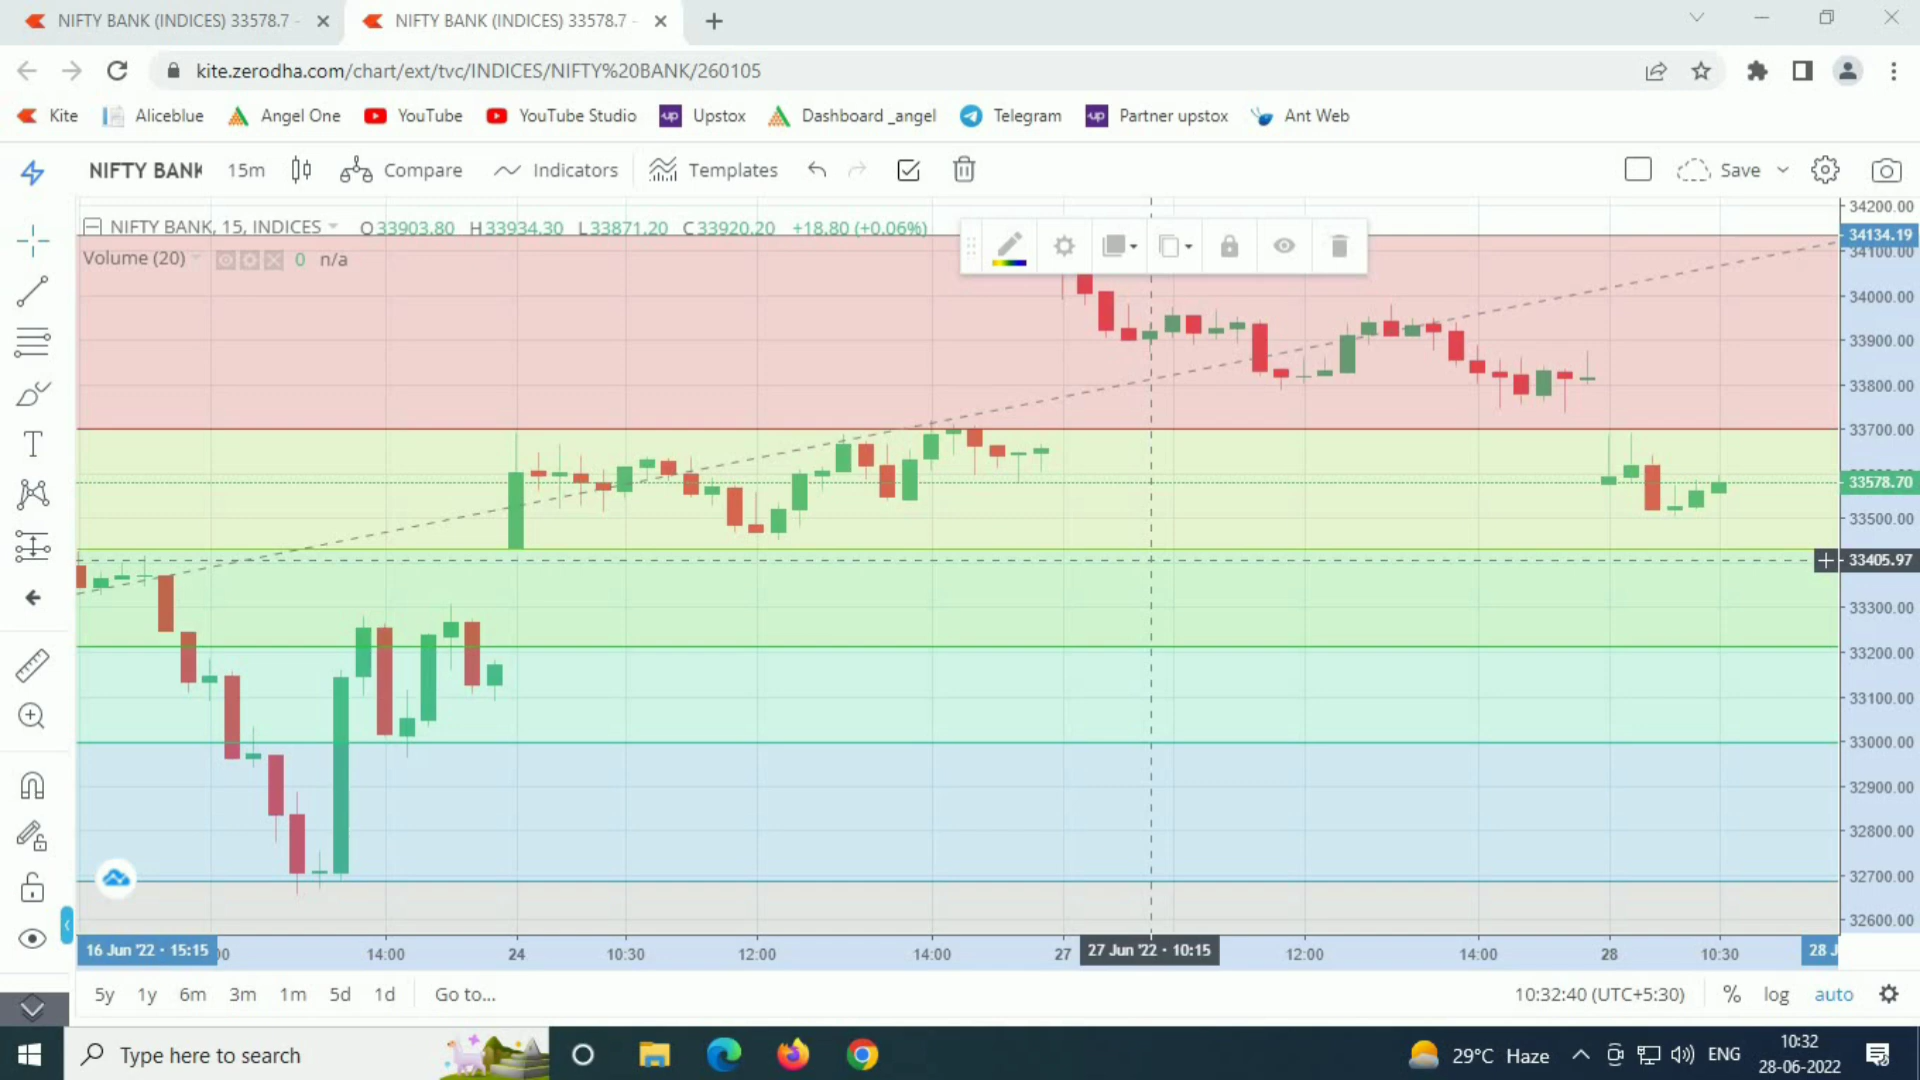 NIFTY BANK (INDICES) 33578.7 -
NIFTY BANK (INDICES) 33578.7 -
kite.zerodha.com/chart/ext/tvc/INDICES/NIFTY%20BANK/260105
Kite Aliceblue Angel One YouTube YouTube Studio up Upstox Dashboard _angel Telegram up Partner upstox Ant Web
NIFTY BANK 15m Compare Indicators Templates Save
NIFTY BANK, 15, INDICES O33903.80 H33934.30 L33871.20 C33920.20 +18.80 (+0.06%)
Volume (20) 0 n/a
34200.00
34134.19
34100.00
34000.00
33900.00
33800.00
33700.00
33578.70
33500.00
33405.97
33300.00
33200.00
33100.00
33000.00
32900.00
32800.00
32700.00
32600.00
16 Jun '22 · 15:15 14:00 24 10:30 12:00 14:00 27 27 Jun '22 · 10:15 12:00 14:00 28 10:30 28 J
5y 1y 6m 3m 1m 5d 1d Go to... 10:32:40 (UTC+5:30) % log auto
Type here to search 29°C Haze ENG 10:32
28-06-2022